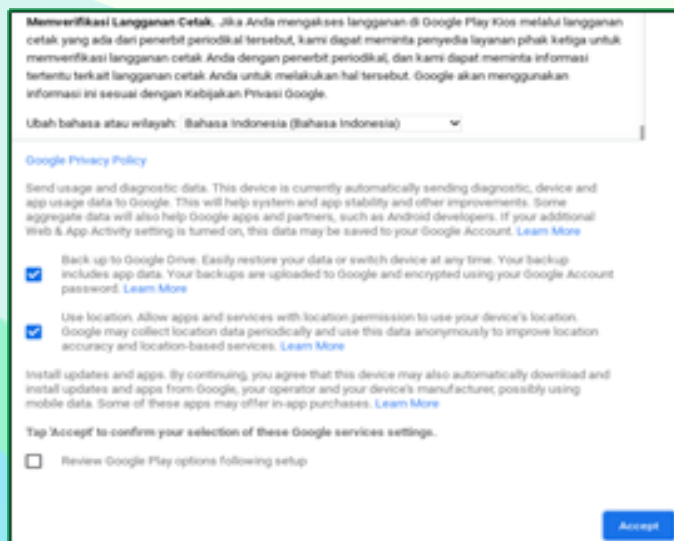 Memverifikasi Langganan Cetak. Jika Anda mengakses langganan di Google Play Kios melalui langganan
cetak yang ada dari penerbit periodikal tersebut, kami dapat meminta penyedia layanan pihak ketiga untuk
memverifikasi langganan cetak Anda dengan penerbit periodikal, dan kami dapat meminta informasi
tertentu terkait langganan cetak Anda untuk melakukan hal tersebut. Google akan menggunakan
informasi ini sesuai dengan Kebijakan Privasi Google.
Ubah bahasa atau wilayah: Bahasa Indonesia (Bahasa Indonesia)
Google Privacy Policy
Send usage and diagnostic data. This device is currently automatically sending diagnostic, device and
app usage data to Google. This will help system and app stability and other improvements. Some
aggregate data will also help Google apps and partners, such as Android developers. If your additional
Web & App Activity setting is turned on, this data may be saved to your Google Account. Learn More
Back up to Google Drive. Easily restore your data or switch device at any time. Your backup
includes app data. Your backups are uploaded to Google and encrypted using your Google Account
password. Learn More
Use location. Allow apps and services with location permission to use your device's location.
Google may collect location data periodically and use this data anonymously to improve location
accuracy and location-based services. Learn More
Install updates and apps. By continuing, you agree that this device may also automatically download and
install updates and apps from Google, your operator and your device's manufacturer, possibly using
mobile data. Some of these apps may offer in-app purchases. Learn More
Tap 'Accept' to confirm your selection of these Google services settings.
Review Google Play options following setup
Accept